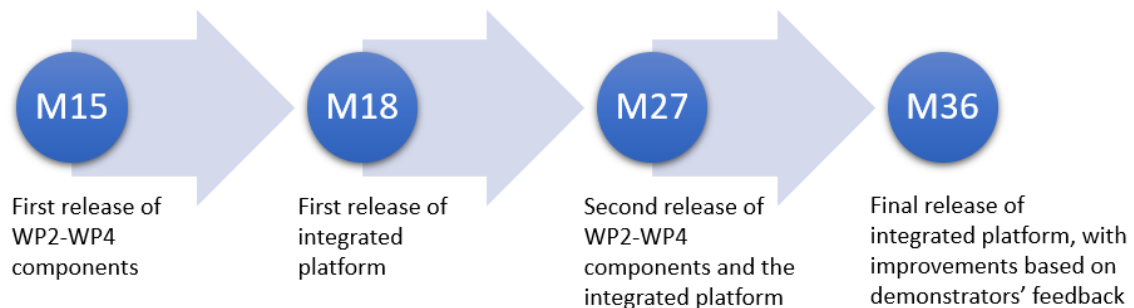 M15
First release of
WP2-WP4
components
M18
First release of
integrated
platform
M27
Second release of
WP2-WP4
components and the
integrated platform
M36
Final release of
integrated platform, with
improvements based on
demonstrators’ feedback